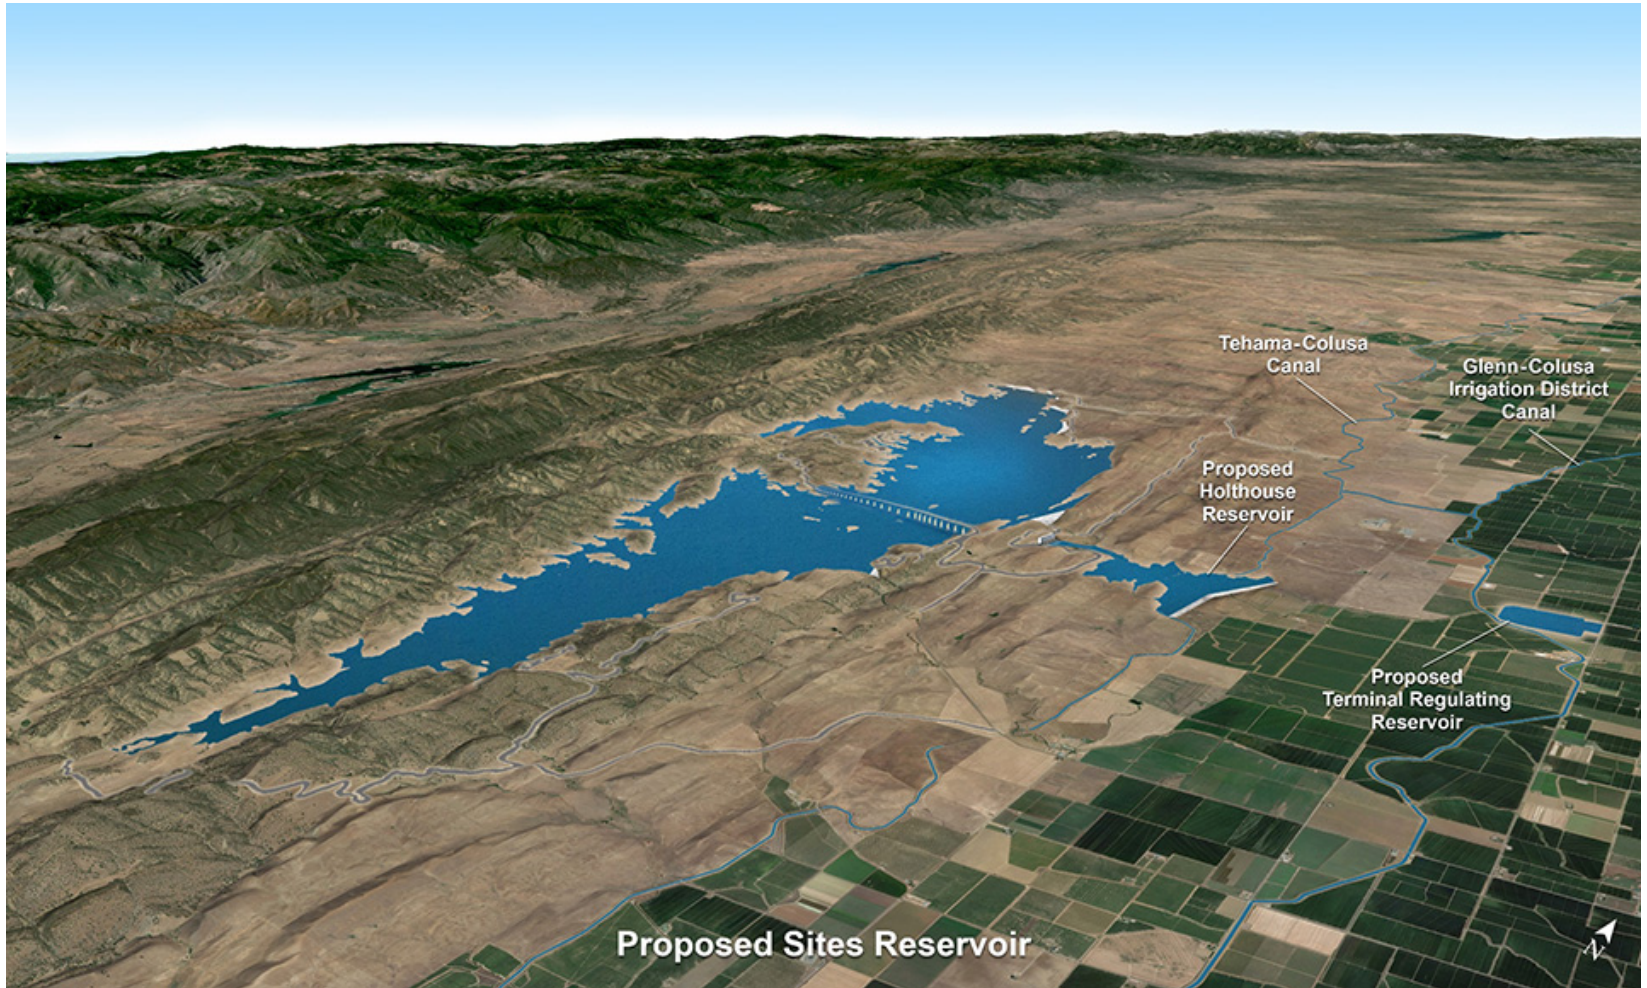 Tehama-Colusa
Canal
Glenn-Colusa
Irrigation District
Canal
Proposed
Holthouse
Reservoir
Proposed
Terminal Regulating
Reservoir
Proposed Sites Reservoir
N